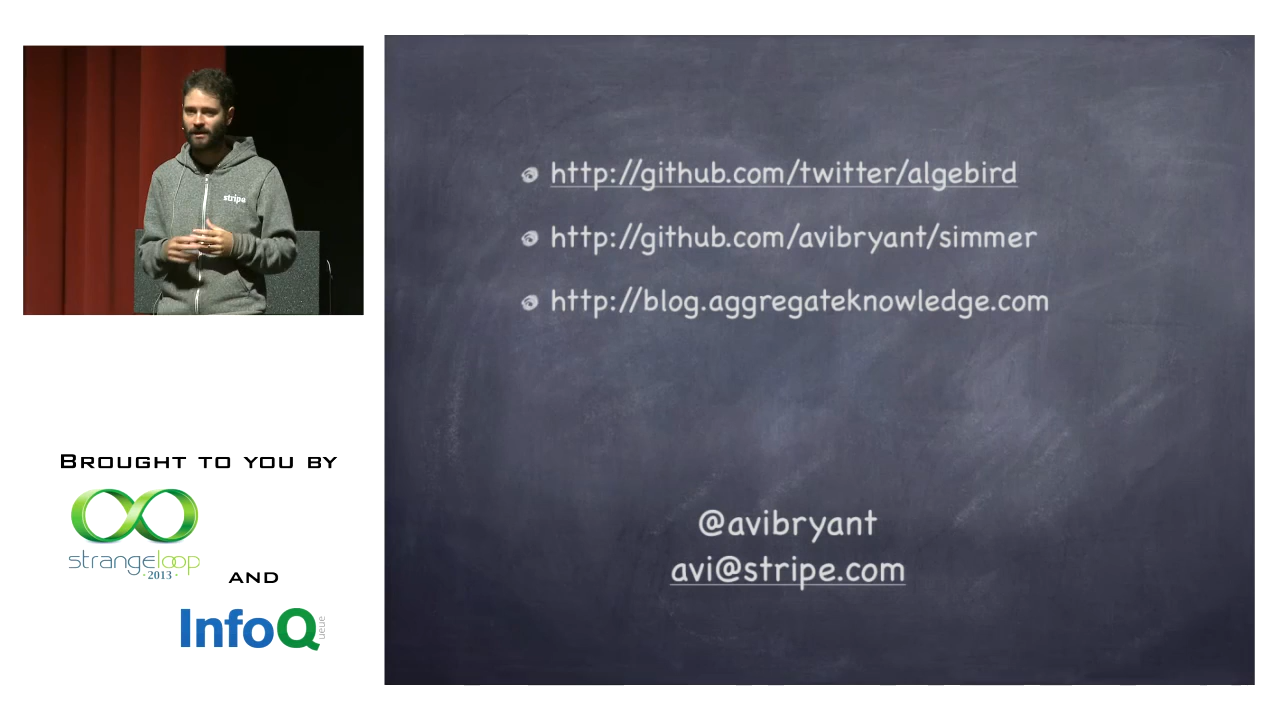 stripe
http://github.com/twitter/algebird
http://github.com/avibryant/simmer
http://blog.aggregateknowledge.com
@avibryant
avi@stripe.com
BROUGHT TO YOU BY
strangeloop
·2013·
AND
InfoQ
ueue